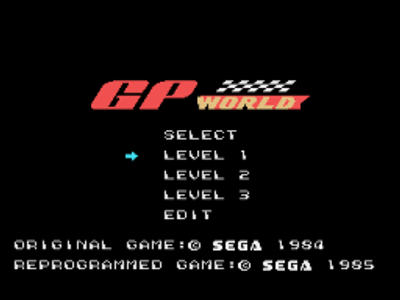 GP
WORLD
SELECT
LEVEL 1
LEVEL 2
LEVEL 3
EDIT
ORIGINAL GAME:© SEGA 1984
REPROGRAMMED GAME:© SEGA 1985